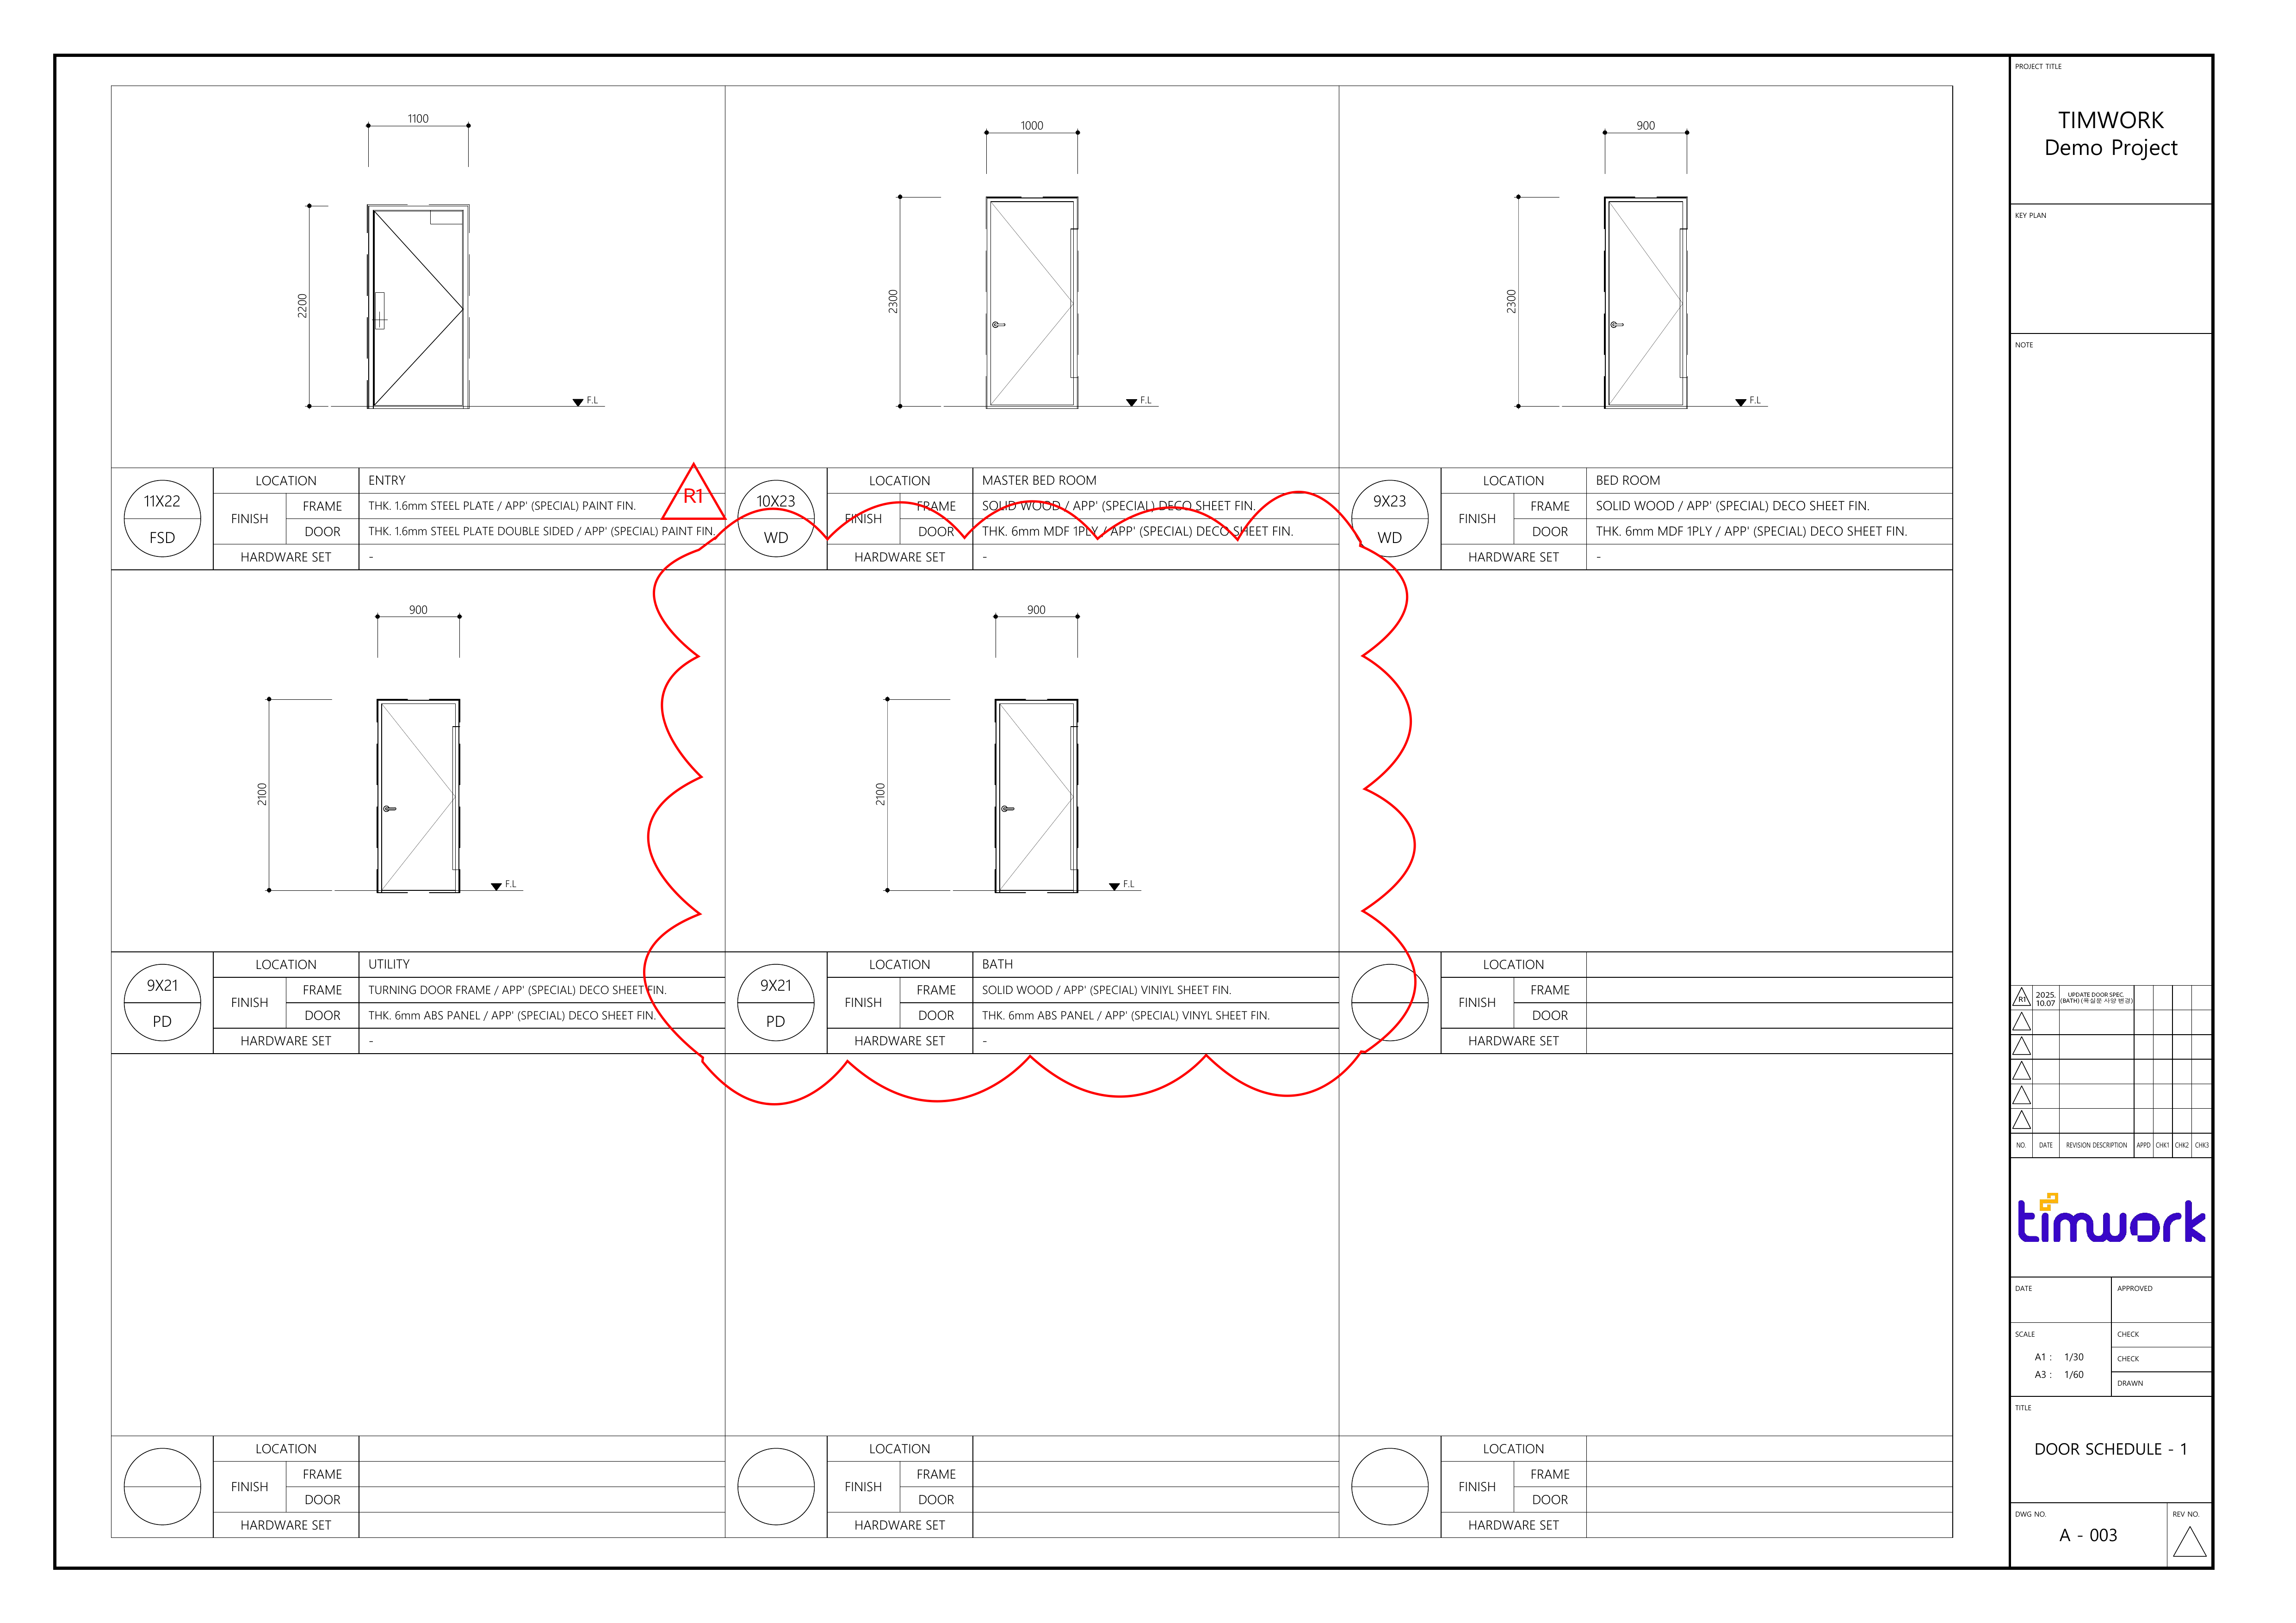 1100
2200
F.L
1000
2300
F.L
900
2300
F.L
11X22
FSD
LOCATION
ENTRY
FINISH
FRAME
THK. 1.6mm STEEL PLATE / APP' (SPECIAL) PAINT FIN.
DOOR
THK. 1.6mm STEEL PLATE DOUBLE SIDED / APP' (SPECIAL) PAINT FIN.
HARDWARE SET
-
R1
10X23
WD
LOCATION
MASTER BED ROOM
FINISH
FRAME
SOLID WOOD / APP' (SPECIAL) DECO SHEET FIN.
DOOR
THK. 6mm MDF 1PLY / APP' (SPECIAL) DECO SHEET FIN.
HARDWARE SET
-
9X23
WD
LOCATION
BED ROOM
FINISH
FRAME
SOLID WOOD / APP' (SPECIAL) DECO SHEET FIN.
DOOR
THK. 6mm MDF 1PLY / APP' (SPECIAL) DECO SHEET FIN.
HARDWARE SET
-
900
2100
F.L
900
2100
F.L
9X21
PD
LOCATION
UTILITY
FINISH
FRAME
TURNING DOOR FRAME / APP' (SPECIAL) DECO SHEET FIN.
DOOR
THK. 6mm ABS PANEL / APP' (SPECIAL) DECO SHEET FIN.
HARDWARE SET
-
9X21
PD
LOCATION
BATH
FINISH
FRAME
SOLID WOOD / APP' (SPECIAL) VINIYL SHEET FIN.
DOOR
THK. 6mm ABS PANEL / APP' (SPECIAL) VINYL SHEET FIN.
HARDWARE SET
-
LOCATION
FINISH
FRAME
DOOR
HARDWARE SET
LOCATION
FINISH
FRAME
DOOR
HARDWARE SET
LOCATION
FINISH
FRAME
DOOR
HARDWARE SET
LOCATION
FINISH
FRAME
DOOR
HARDWARE SET
PROJECT TITLE
TIMWORK
Demo Project
KEY PLAN
NOTE
R1
2025.
10.07
UPDATE DOOR SPEC.
(BATH) (욕실문 사양 변경)
NO.
DATE
REVISION DESCRIPTION
APPD
CHK1
CHK2
CHK3
timwork
DATE
APPROVED
SCALE
A1 : 1/30
A3 : 1/60
CHECK
CHECK
DRAWN
TITLE
DOOR SCHEDULE - 1
DWG NO.
A - 003
REV NO.